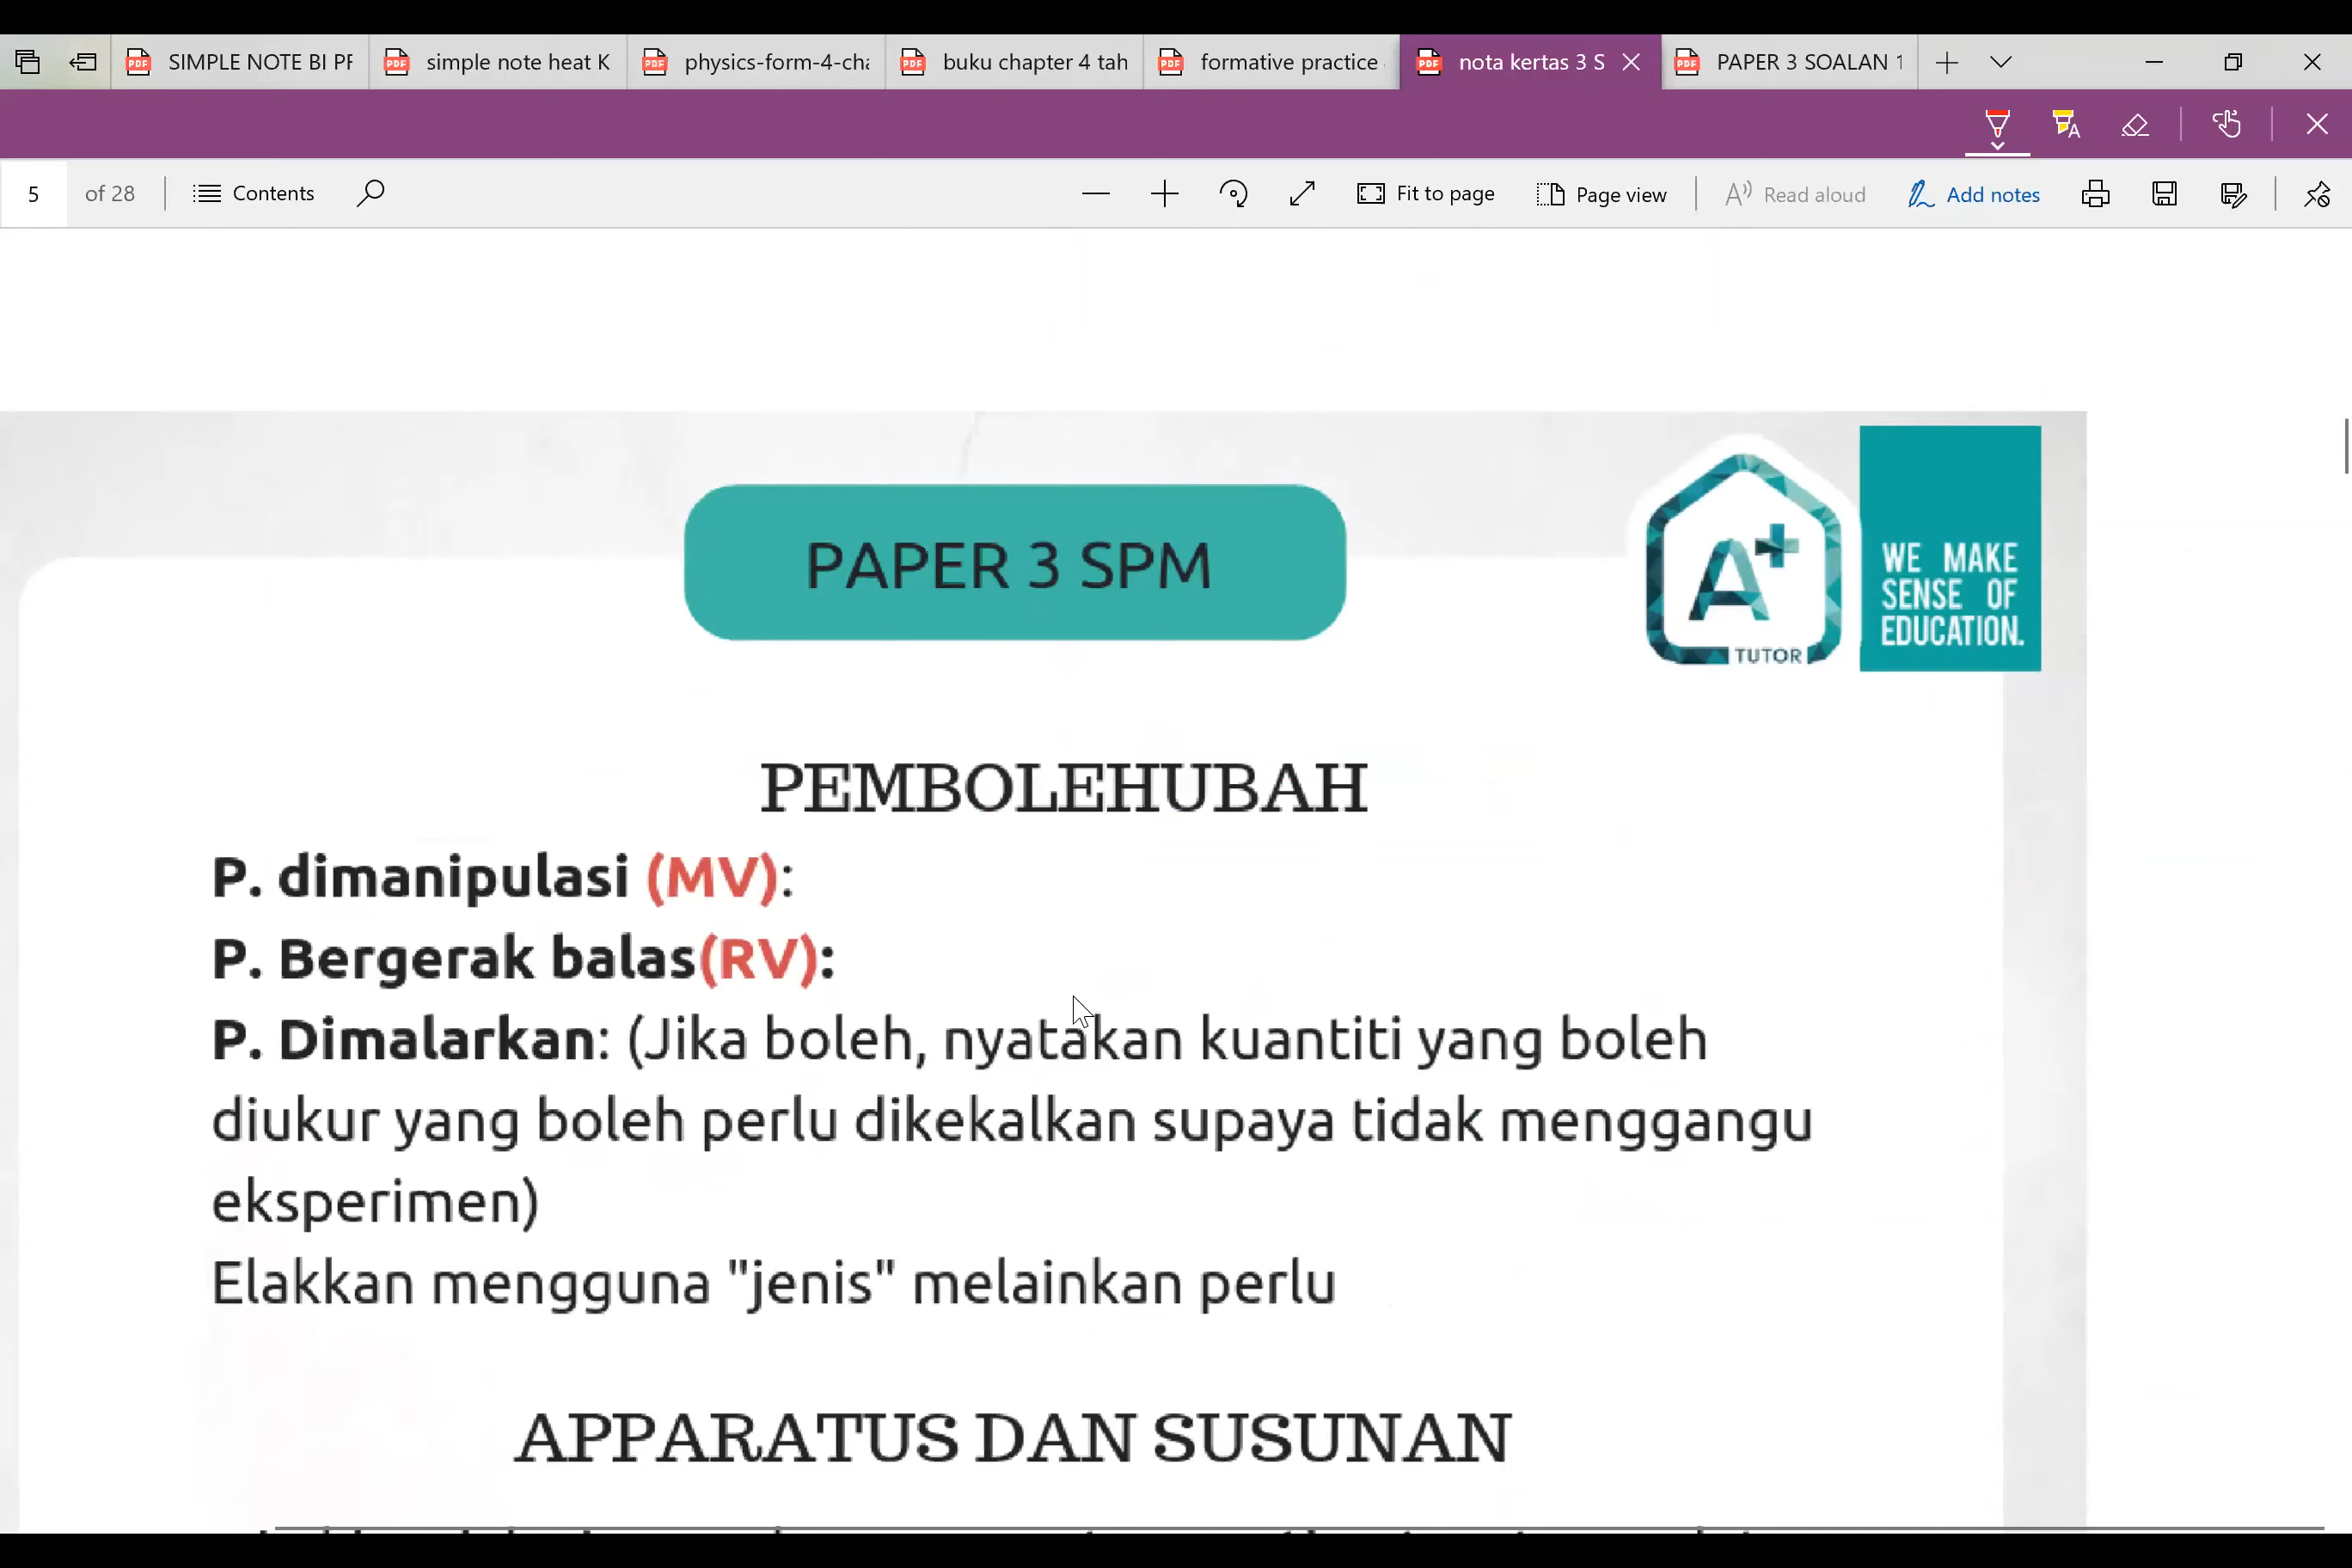 SIMPLE NOTE BI PF
simple note heat K
physics-form-4-cha
buku chapter 4 tah
formative practice
nota kertas 3 S
PAPER 3 SOALAN 1
5 of 28
Contents
Fit to page
Page view
Read aloud
Add notes
PAPER 3 SPM
A+
TUTOR
WE MAKE
SENSE OF
EDUCATION.
PEMBOLEHUBAH
P. dimanipulasi (MV):
P. Bergerak balas(RV):
P. Dimalarkan: (Jika boleh, nyatakan kuantiti yang boleh
diukur yang boleh perlu dikekalkan supaya tidak menggangu
eksperimen)
Elakkan mengguna "jenis" melainkan perlu
APPARATUS DAN SUSUNAN